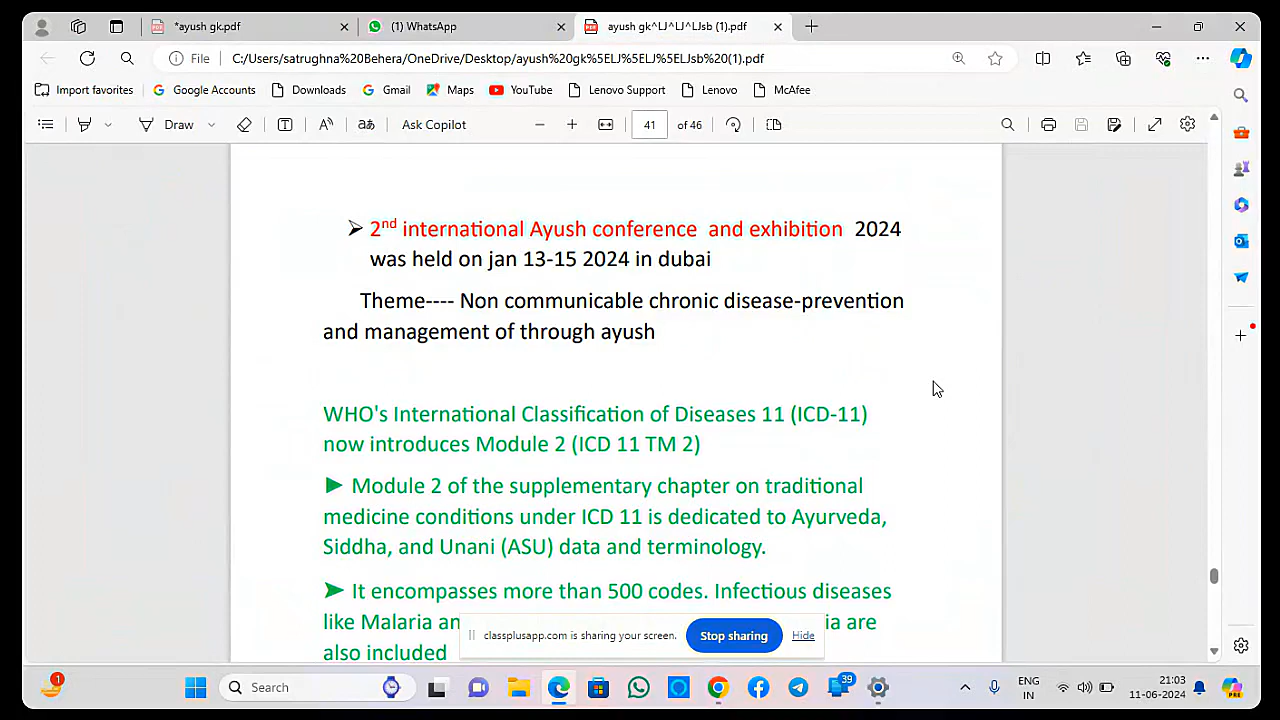 *ayush gk.pdf
(1) WhatsApp
ayush gk^LJ^LJ^LJsb (1).pdf
File
C:/Users/satrughna%20Behera/OneDrive/Desktop/ayush%20gk%5ELJ%5ELJ%5ELJsb%20(1).pdf
Import favorites
Google Accounts
Downloads
Gmail
Maps
YouTube
Lenovo Support
Lenovo
McAfee
Draw
Ask Copilot
41 of 46
2nd international Ayush conference and exhibition 2024
was held on jan 13-15 2024 in dubai
Theme---- Non communicable chronic disease-prevention
and management of through ayush
WHO's International Classification of Diseases 11 (ICD-11)
now introduces Module 2 (ICD 11 TM 2)
► Module 2 of the supplementary chapter on traditional
medicine conditions under ICD 11 is dedicated to Ayurveda,
Siddha, and Unani (ASU) data and terminology.
➤ It encompasses more than 500 codes. Infectious diseases
like Malaria an
ia are
also included
classplusapp.com is sharing your screen.
Stop sharing
Hide
1
Search
39
ENG
IN
21:03
11-06-2024
PRE